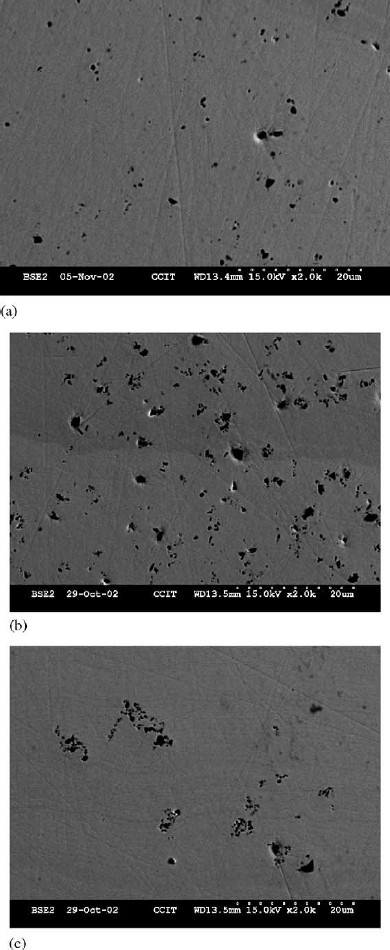 BSE2 05-Nov-02 CCIT WD13.4mm 15.0kV x2.0k 20um
(a)
BSE2 29-Oct-02 CCIT WD13.5mm 15.0kV x2.0k 20um
(b)
BSE2 29-Oct-02 CCIT WD13.5mm 15.0kV x2.0k 20um
(c)